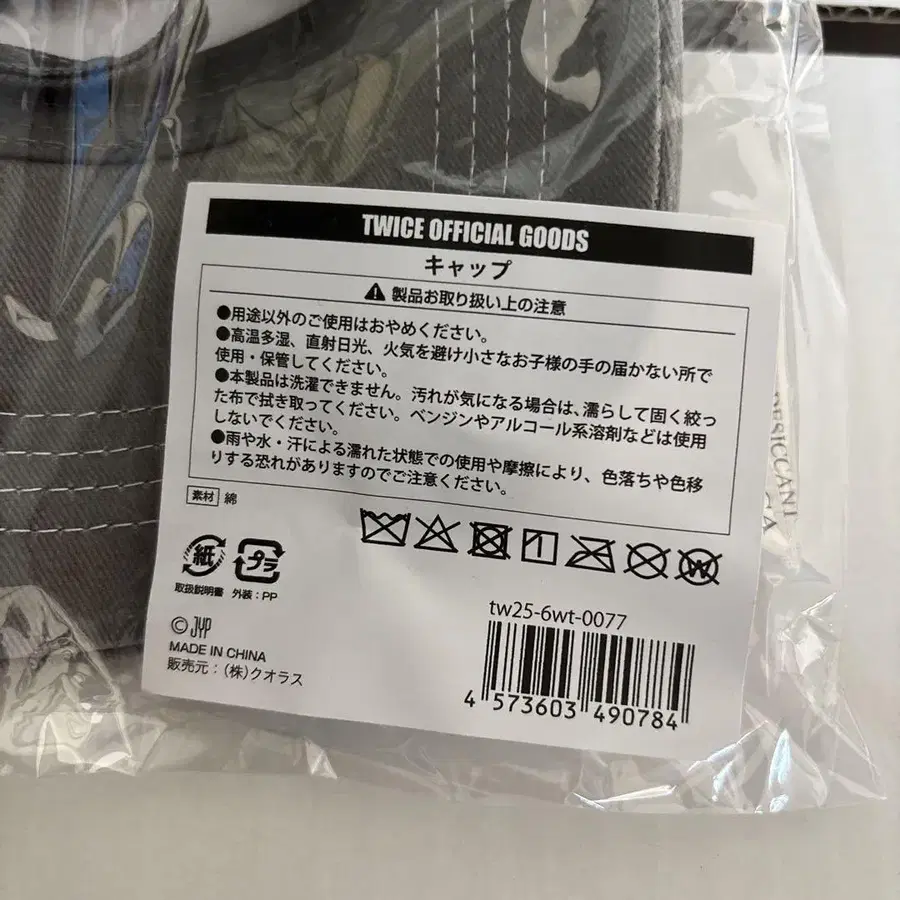 TWICE OFFICIAL GOODS
キャップ
製品お取り扱い上の注意
●用途以外のご使用はおやめください。
●高温多湿、直射日光、火気を避け小さなお子様の手の届かない所で
使用・保管してください。
●本製品は洗濯できません。汚れが気になる場合は、濡らして固く絞っ
た布で拭き取ってください。ベンジンやアルコール系溶剤などは使用
しないでください。
●雨や水・汗による濡れた状態での使用や摩擦により、色落ちや色移
りする恐れがありますのでご注意ください。
素材 綿
紙 プラ
取扱説明書 外装：PP
W
© JYP
MADE IN CHINA
販売元：(株)クオラス
tw25-6wt-0077
4 573603 490784
DESICCANT